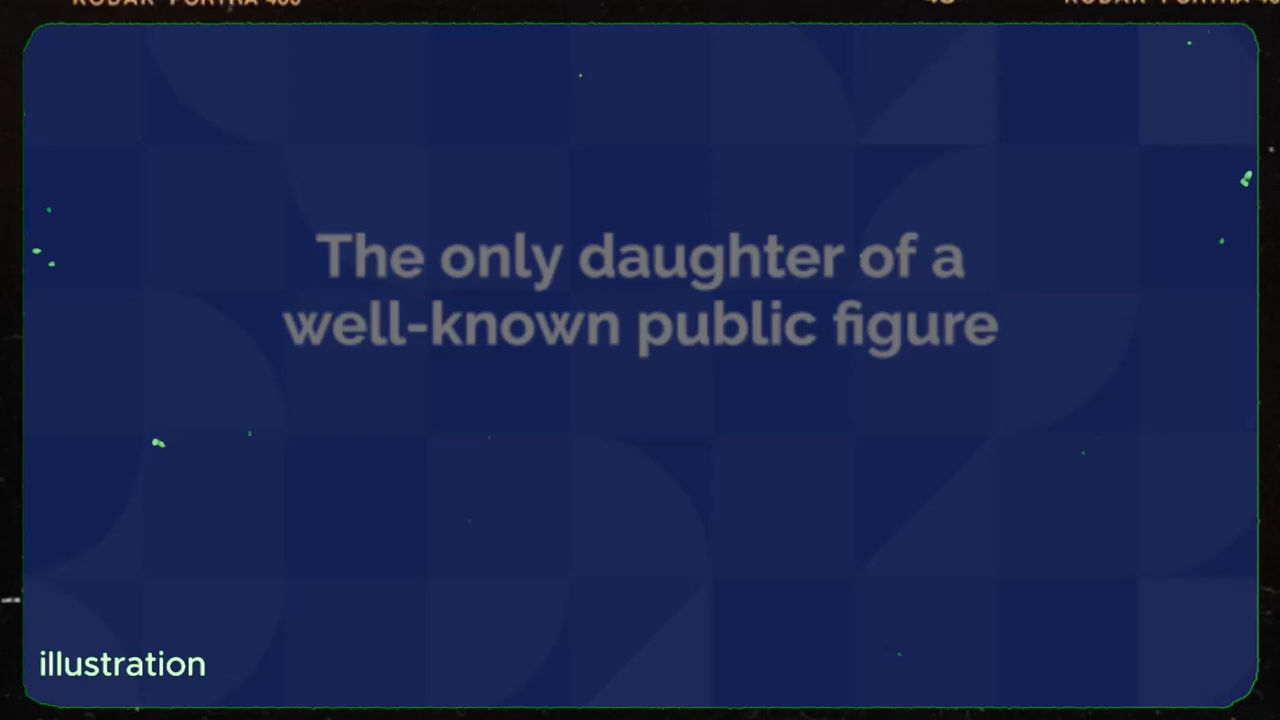 The only daughter of a
well-known public figure
illustration